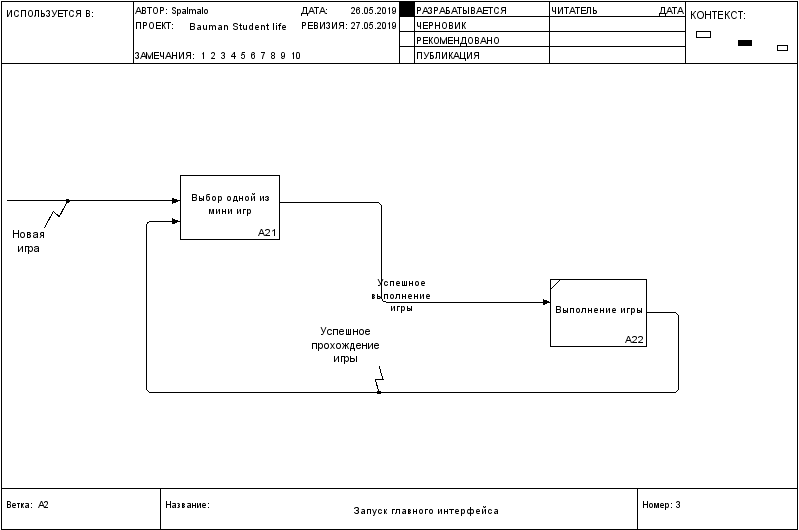 ИСПОЛЬЗУЕТСЯ В:
АВТОР: Spalmalo
ДАТА: 26.05.2019
ПРОЕКТ: Bauman Student life
РЕВИЗИЯ: 27.05.2019
ЗАМЕЧАНИЯ: 1 2 3 4 5 6 7 8 9 10
РАЗРАБАТЫВАЕТСЯ
ЧЕРНОВИК
РЕКОМЕНДОВАНО
ПУБЛИКАЦИЯ
ЧИТАТЕЛЬ ДАТА
КОНТЕКСТ:
Выбор одной из
мини игр
A21
Новая
игра
Успешное
выполнение
игры
Выполнение игры
A22
Успешное
прохождение
игры
Ветка: A2
Название:
Запуск главного интерфейса
Номер: 3